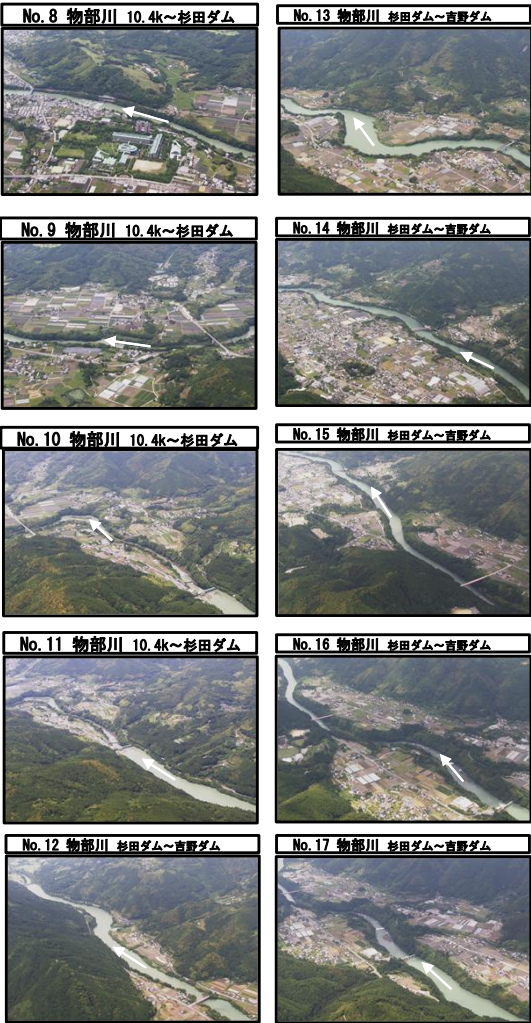 No.8 物部川 10.4k～杉田ダム
No.9 物部川 10.4k～杉田ダム
No.10 物部川 10.4k～杉田ダム
No.11 物部川 10.4k～杉田ダム
No.12 物部川 杉田ダム～吉野ダム
No.13 物部川 杉田ダム～吉野ダム
No.14 物部川 杉田ダム～吉野ダム
No.15 物部川 杉田ダム～吉野ダム
No.16 物部川 杉田ダム～吉野ダム
No.17 物部川 杉田ダム～吉野ダム